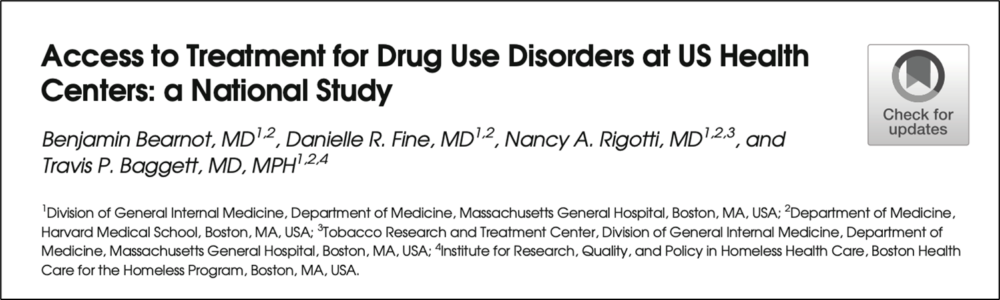 Access to Treatment for Drug Use Disorders at US Health
Centers: a National Study
Check for
updates
Benjamin Bearnot, MD1,2, Danielle R. Fine, MD1,2, Nancy A. Rigotti, MD1,2,3, and
Travis P. Baggett, MD, MPH1,2,4
1Division of General Internal Medicine, Department of Medicine, Massachusetts General Hospital, Boston, MA, USA; 2Department of Medicine,
Harvard Medical School, Boston, MA, USA; 3Tobacco Research and Treatment Center, Division of General Internal Medicine, Department of
Medicine, Massachusetts General Hospital, Boston, MA, USA; 4Institute for Research, Quality, and Policy in Homeless Health Care, Boston Health
Care for the Homeless Program, Boston, MA, USA.